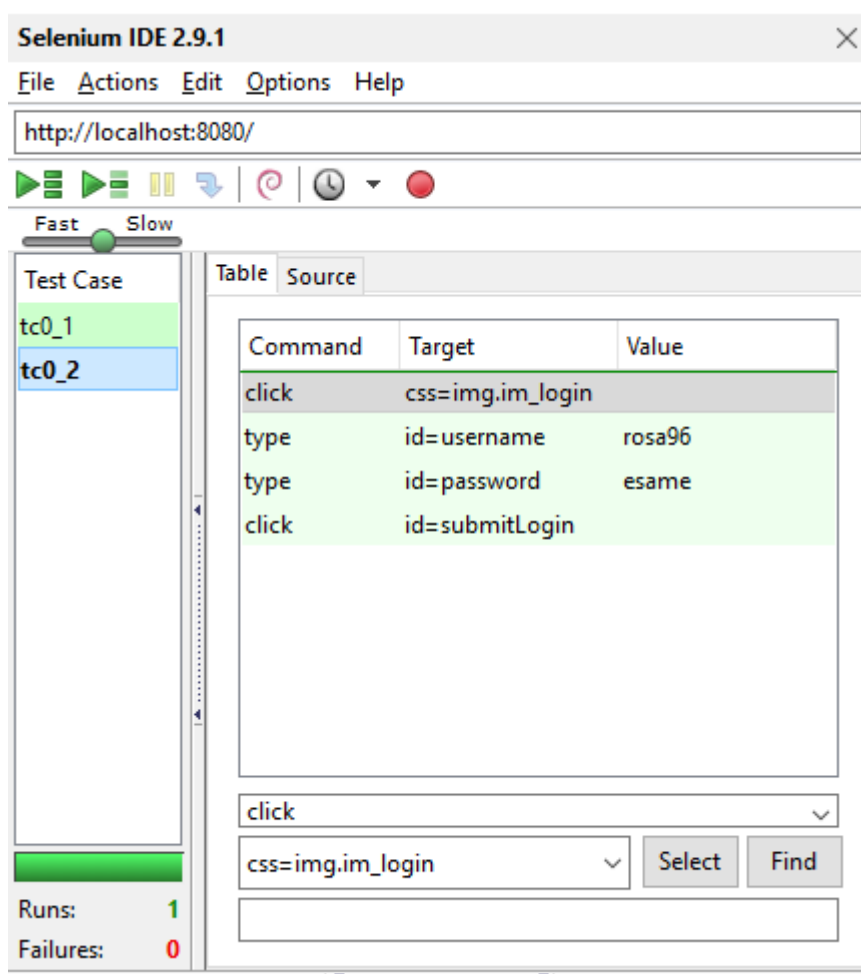 Selenium IDE 2.9.1
File Actions Edit Options Help
http://localhost:8080/
Fast Slow
Test Case
tc0_1
tc0_2
Table Source
Command Target Value
click css=img.im_login
type id=username rosa96
type id=password esame
click id=submitLogin
click
css=img.im_login Select Find
Runs: 1
Failures: 0